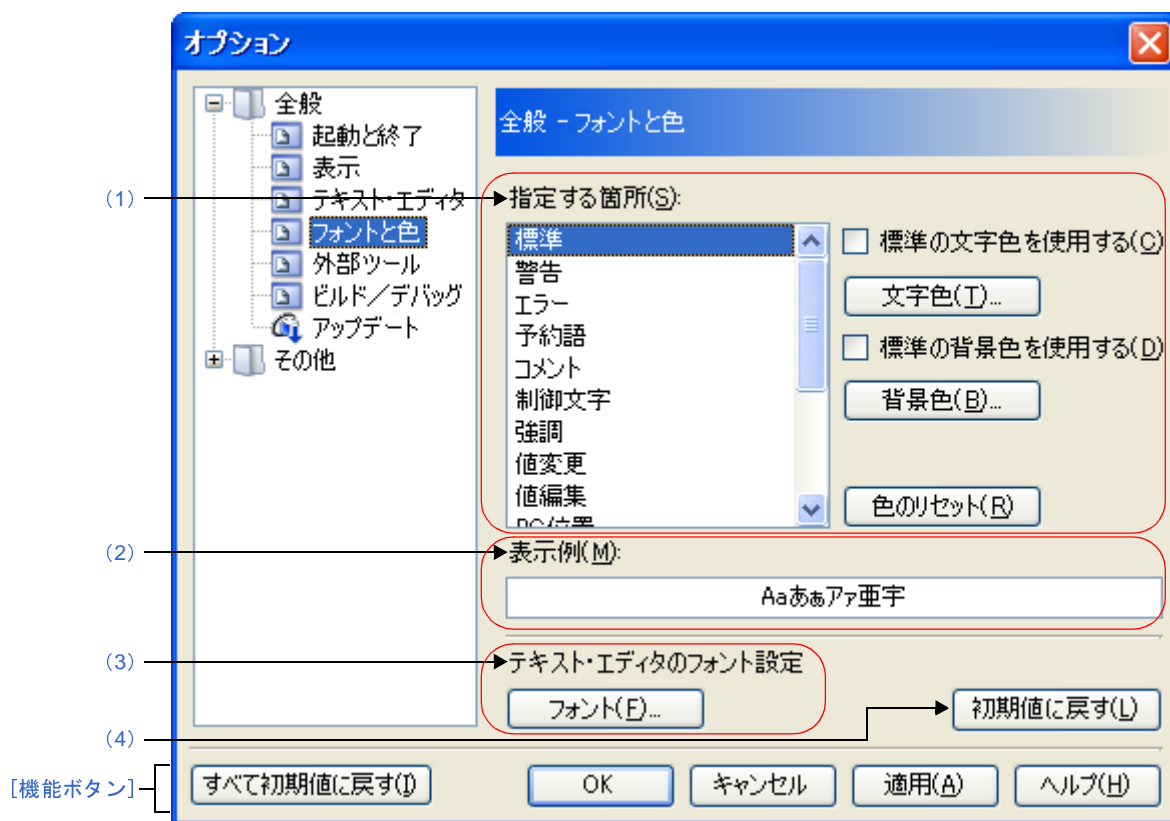 オプション
全般
起動と終了
表示
テキスト・エディタ
フォントと色
外部ツール
ビルド／デバッグ
アップデート
その他
全般 - フォントと色
(1)
指定する箇所(S):
標準
警告
エラー
予約語
コメント
制御文字
強調
値変更
値編集
PC位置
標準の文字色を使用する(C)
文字色(T)...
標準の背景色を使用する(D)
背景色(B)...
色のリセット(R)
(2)
表示例(M):
Aaあぁアァ亜字
(3)
テキスト・エディタのフォント設定
フォント(F)...
(4)
初期値に戻す(L)
[機能ボタン]
すべて初期値に戻す(I)
OK
キャンセル
適用(A)
ヘルプ(H)